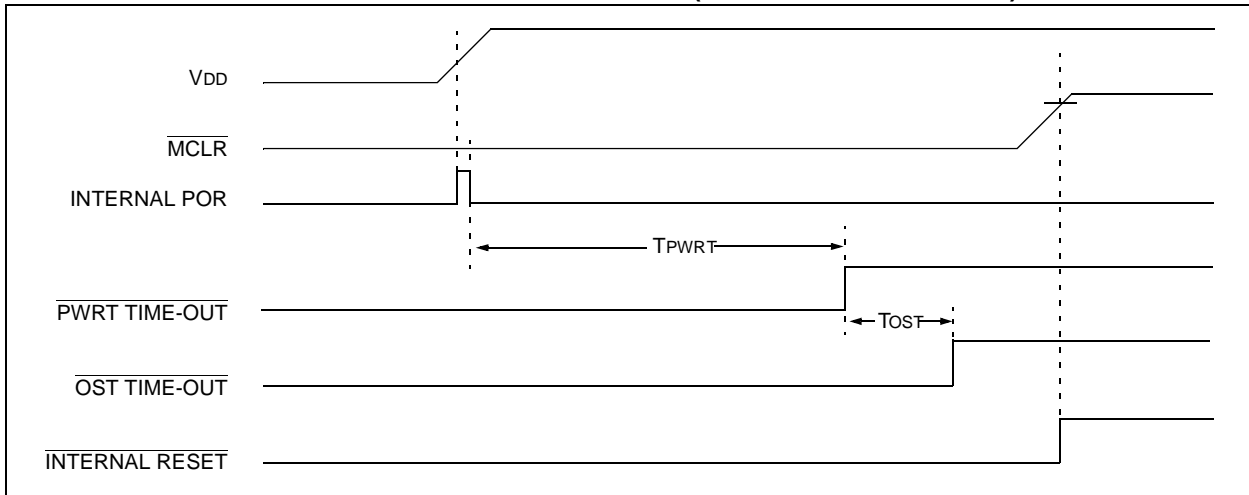 VDD
MCLR
INTERNAL POR
TPWRT
PWRT TIME-OUT
TOST
OST TIME-OUT
INTERNAL RESET